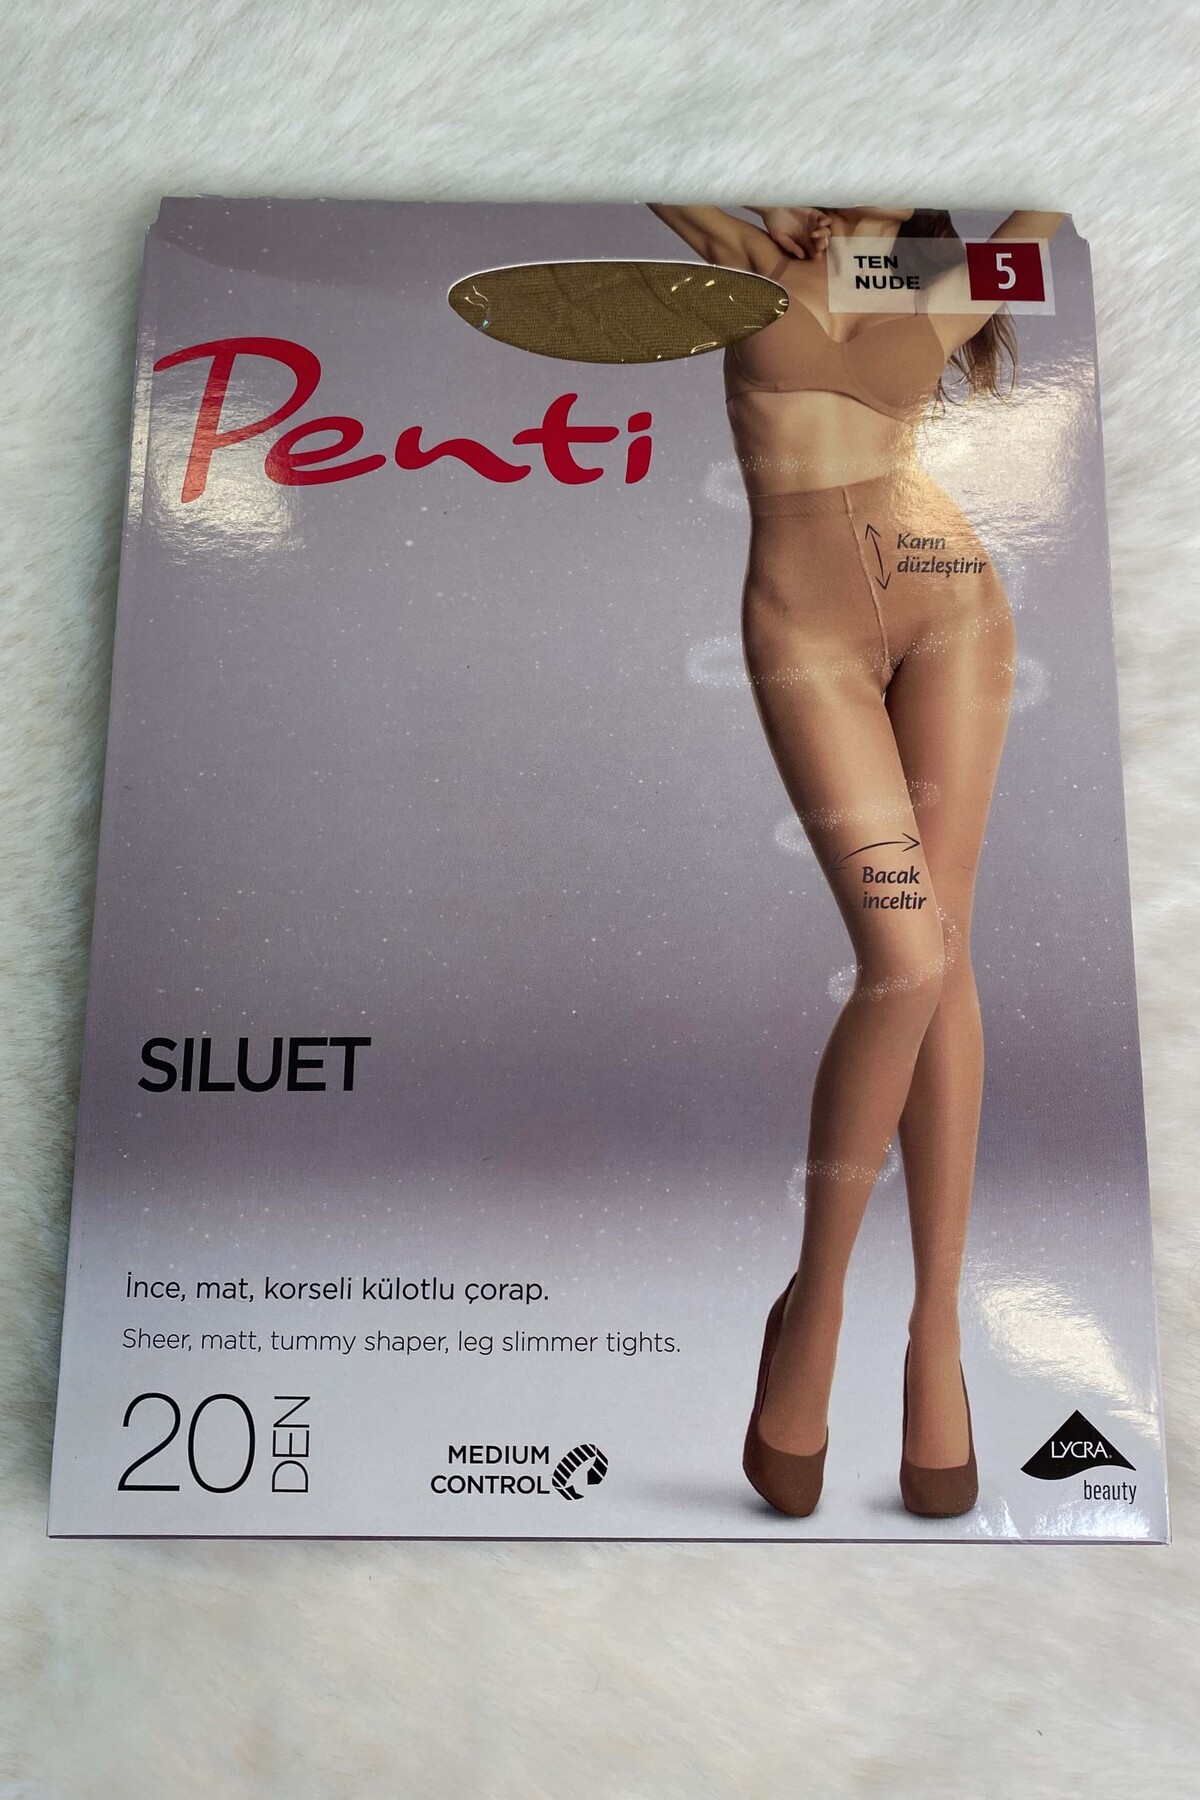 TEN
NUDE
5
Penti
Karın
düzleştirir
Bacak
inceltir
SILUET
İnce, mat, korseli külotlu çorap.
Sheer, matt, tummy shaper, leg slimmer tights.
20 DEN
MEDIUM
CONTROL
LYCRA®
beauty